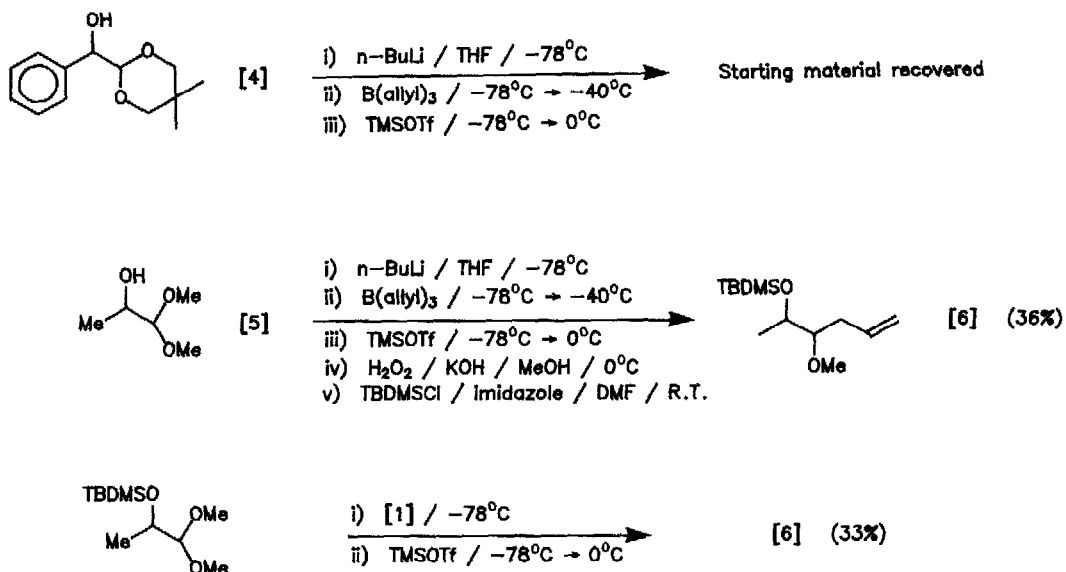 OH
O
O
[4]
i) n-BuLi / THF / -78°C
ii) B(allyl)₃ / -78°C → -40°C
iii) TMSOTf / -78°C → 0°C
Starting material recovered
OH
OMe
Me
OMe
[5]
i) n-BuLi / THF / -78°C
ii) B(allyl)₃ / -78°C → -40°C
iii) TMSOTf / -78°C → 0°C
iv) H₂O₂ / KOH / MeOH / 0°C
v) TBDMSCl / imidazole / DMF / R.T.
TBDMSO
OMe
[6] (36%)
TBDMSO
OMe
Me
OMe
i) [1] / -78°C
ii) TMSOTf / -78°C → 0°C
[6] (33%)